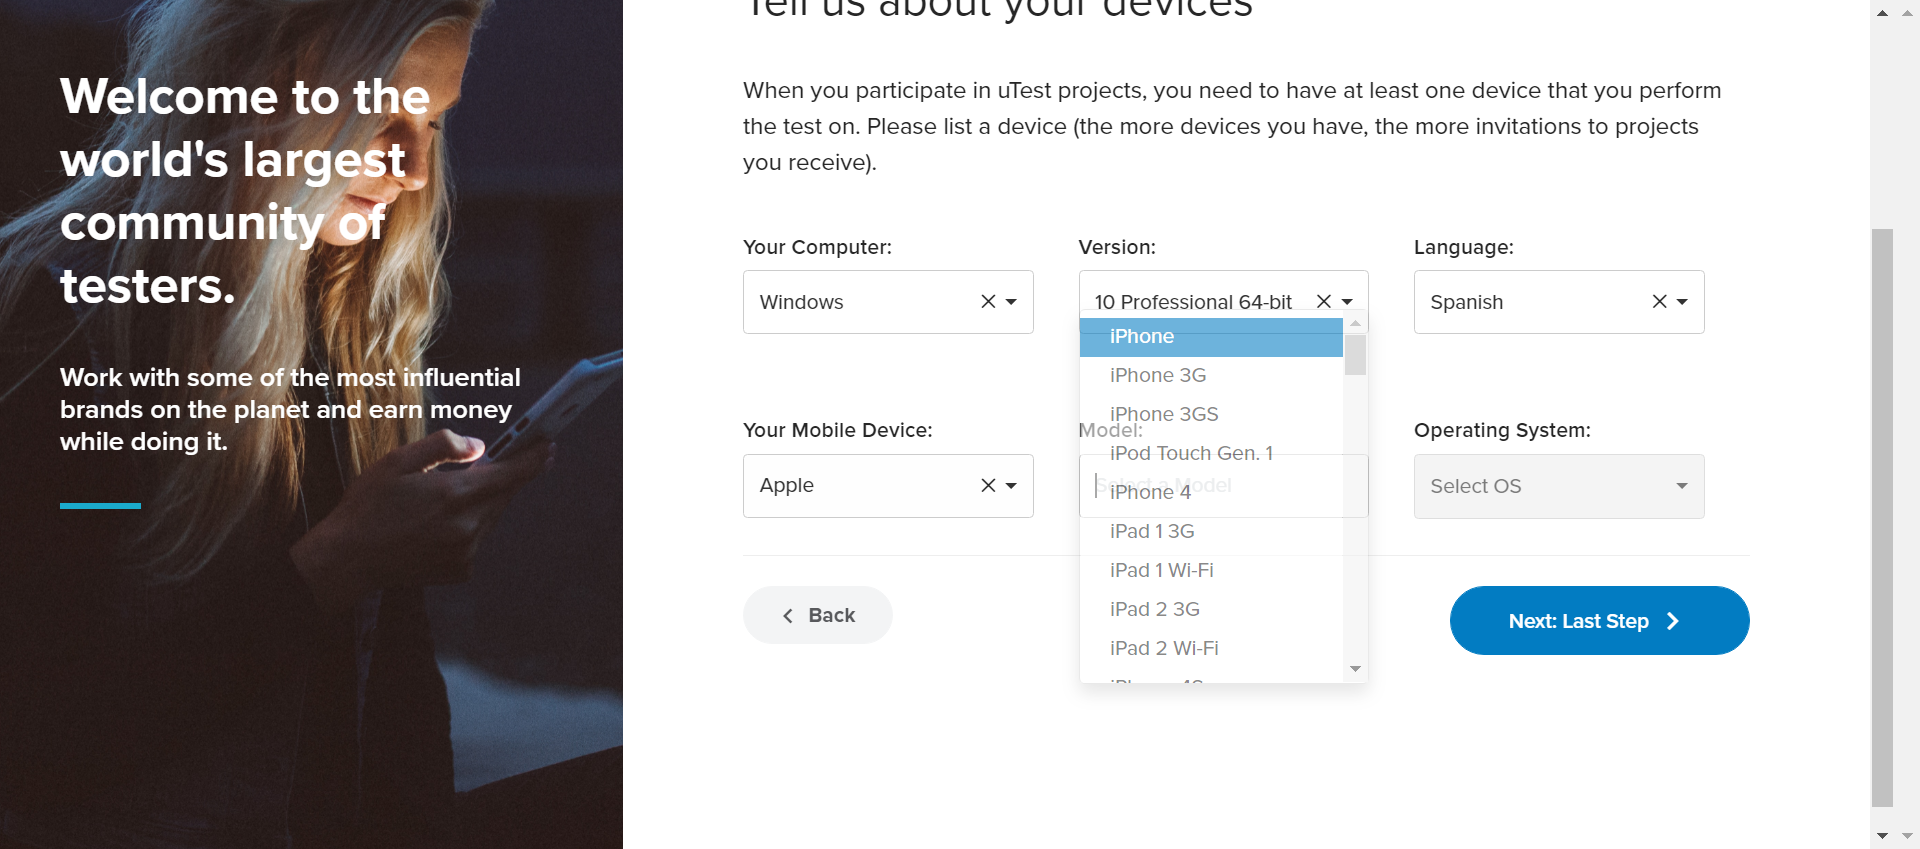 Welcome to the
world's largest
community of
testers.
Work with some of the most influential
brands on the planet and earn money
while doing it.
Tell us about your devices
When you participate in uTest projects, you need to have at least one device that you perform
the test on. Please list a device (the more devices you have, the more invitations to projects
you receive).
Your Computer:
Version:
Language:
Windows
10 Professional 64-bit
Spanish
Your Mobile Device:
Model:
Operating System:
Apple
Select a Model
Select OS
iPhone
iPhone 3G
iPhone 3GS
iPod Touch Gen. 1
iPhone 4
iPad 1 3G
iPad 1 Wi-Fi
iPad 2 3G
iPad 2 Wi-Fi
Back
Next: Last Step